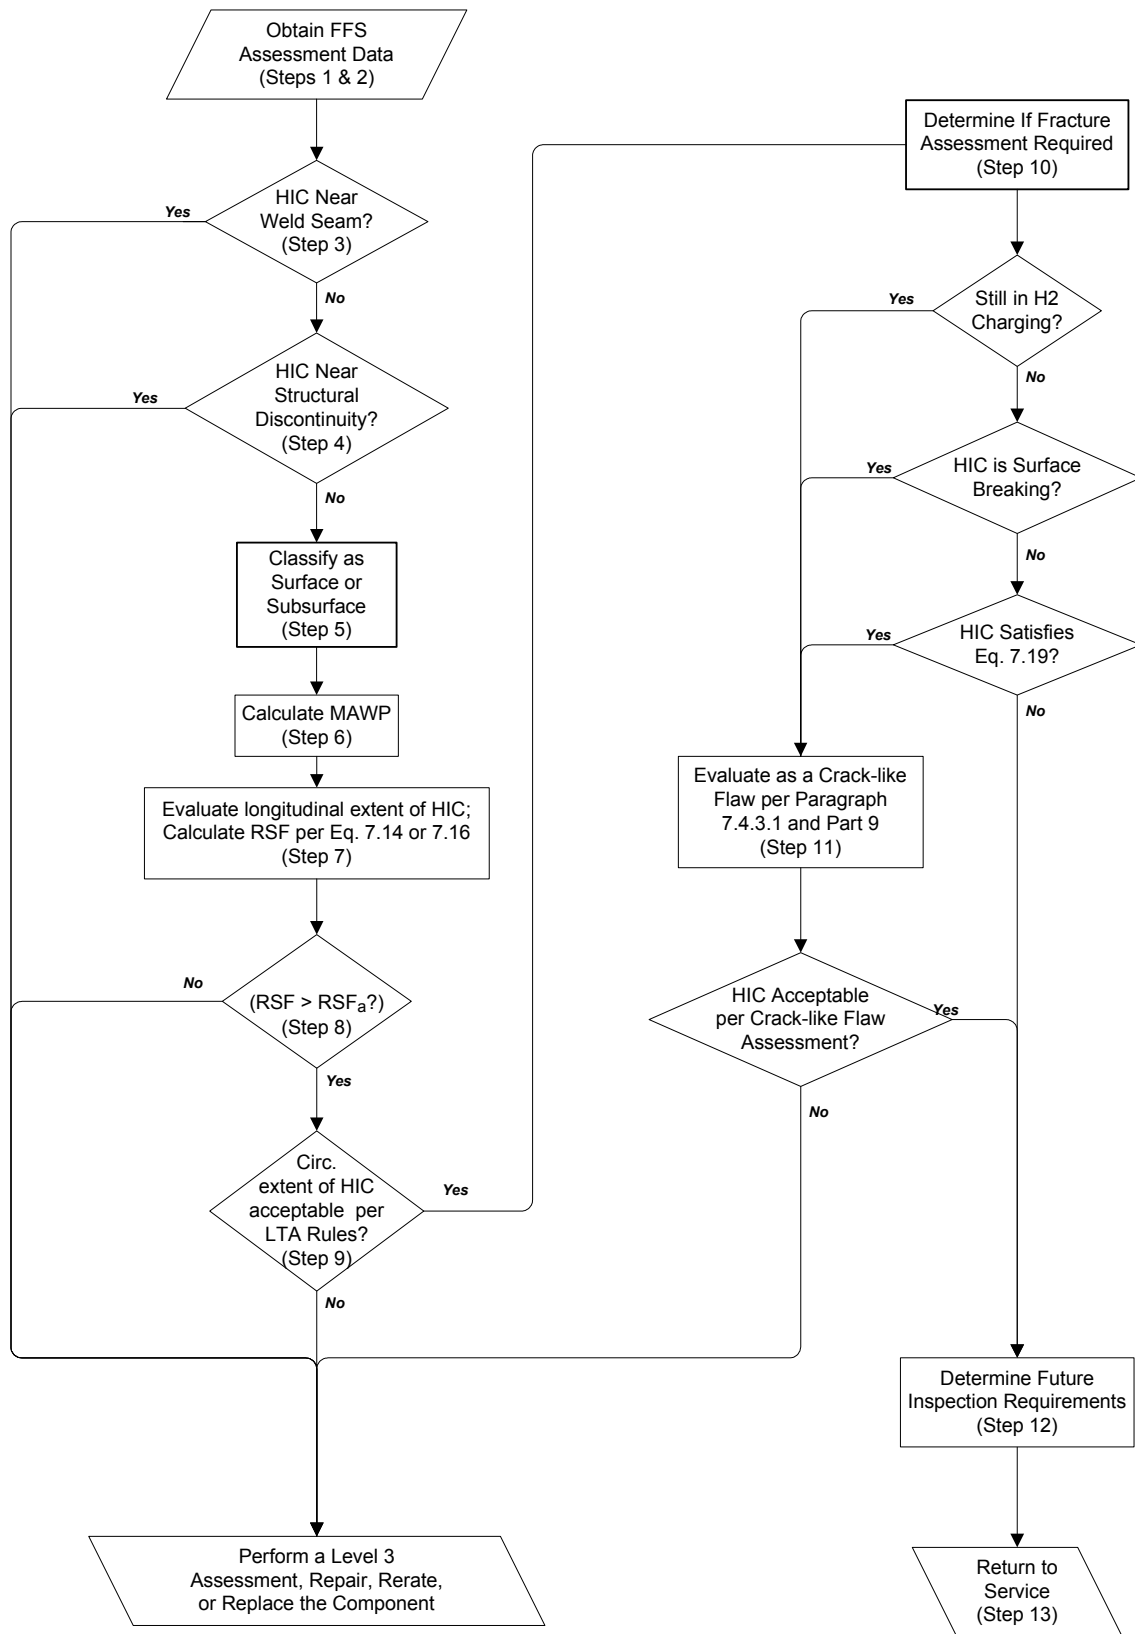 Obtain FFS
Assessment Data
(Steps 1 & 2)
HIC Near
Weld Seam?
(Step 3)
Yes
No
HIC Near
Structural
Discontinuity?
(Step 4)
Yes
No
Classify as
Surface or
Subsurface
(Step 5)
Calculate MAWP
(Step 6)
Evaluate longitudinal extent of HIC;
Calculate RSF per Eq. 7.14 or 7.16
(Step 7)
No
(RSF > RSFa?)
(Step 8)
Yes
Circ.
extent of HIC
acceptable per
LTA Rules?
(Step 9)
Yes
No
Perform a Level 3
Assessment, Repair, Rerate,
or Replace the Component
Determine If Fracture
Assessment Required
(Step 10)
Still in H2
Charging?
Yes
No
HIC is Surface
Breaking?
Yes
No
HIC Satisfies
Eq. 7.19?
Yes
No
Evaluate as a Crack-like
Flaw per Paragraph
7.4.3.1 and Part 9
(Step 11)
HIC Acceptable
per Crack-like Flaw
Assessment?
Yes
No
Determine Future
Inspection Requirements
(Step 12)
Return to
Service
(Step 13)